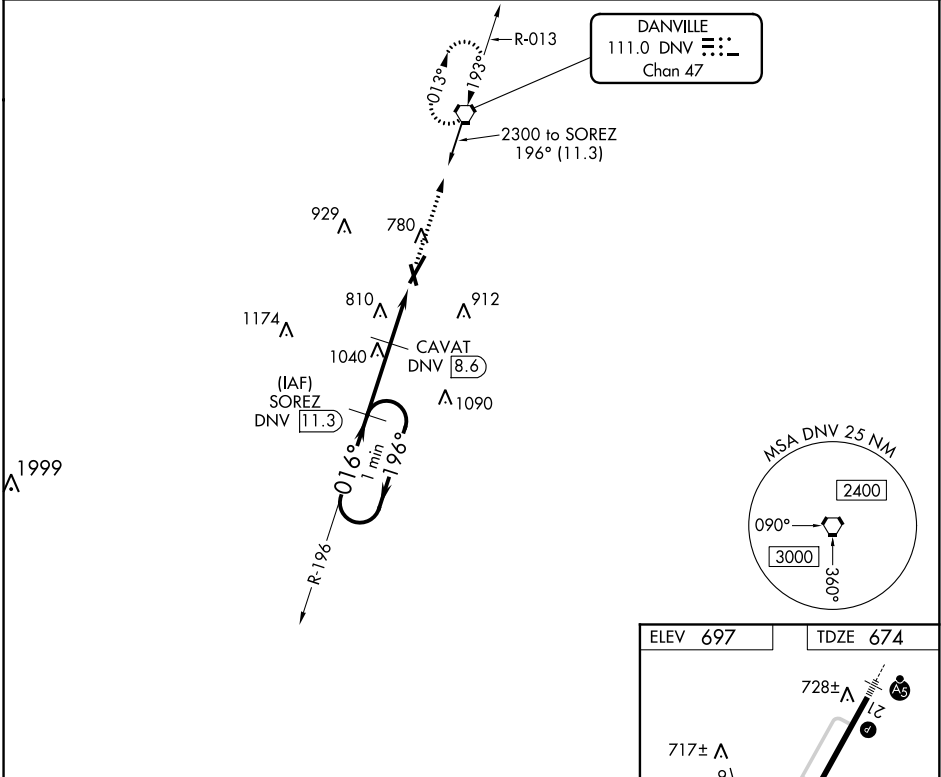 DANVILLE
111.0 DNV
Chan 47
R-013
013°
193°
2300 to SOREZ
196° (11.3)
929
780
810
912
1174
1040
CAVAT
DNV 8.6
(IAF)
SOREZ
DNV 11.3
1090
016°
1 min
196°
1999
R-196
MSA DNV 25 NM
2400
090°
3000
360°
ELEV 697
TDZE 674
728±
A5
21
P
717±